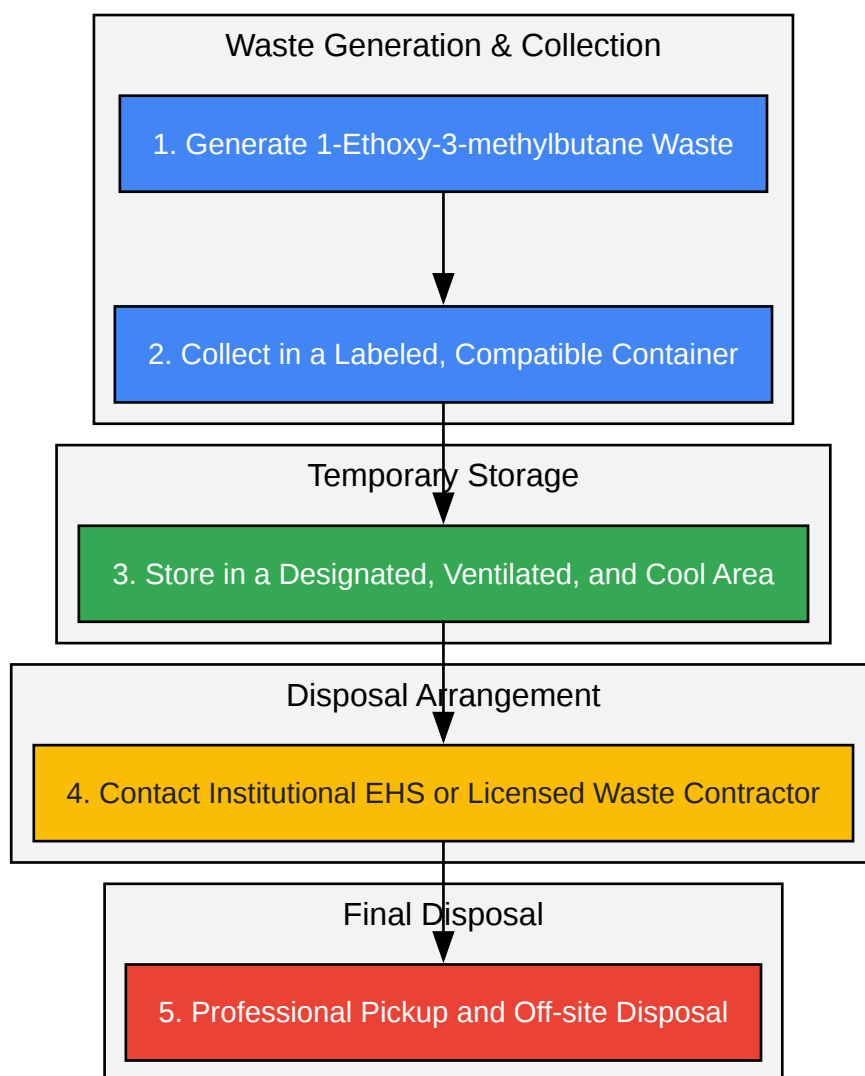 Waste Generation & Collection
1. Generate 1-Ethoxy-3-methylbutane Waste
2. Collect in a Labeled, Compatible Container
Temporary Storage
3. Store in a Designated, Ventilated, and Cool Area
Disposal Arrangement
4. Contact Institutional EHS or Licensed Waste Contractor
Final Disposal
5. Professional Pickup and Off-site Disposal